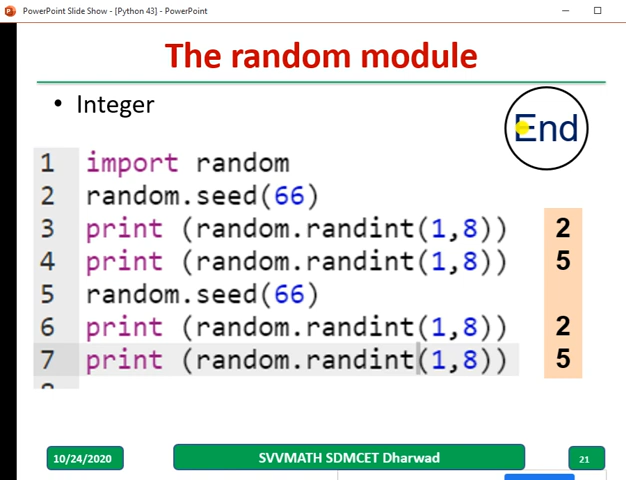 PowerPoint Slide Show - [Python 43] - PowerPoint
The random module
• Integer
End
1 import random
2 random.seed(66)
3 print (random.randint(1,8)) 2
4 print (random.randint(1,8)) 5
5 random.seed(66)
6 print (random.randint(1,8)) 2
7 print (random.randint(1,8)) 5
10/24/2020 SVVMATH SDMCET Dharwad 21